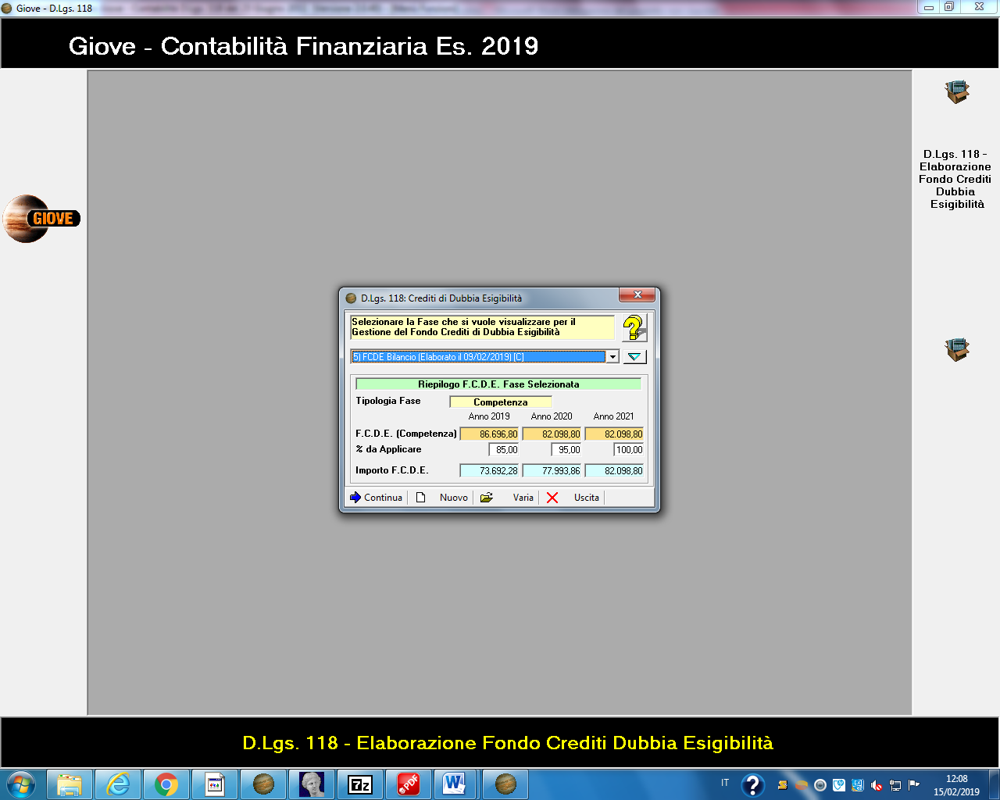 Giove - D.Lgs. 118
Giove - Contabilità Finanziaria Es. 2019
GIOVE
D.Lgs. 118 -
Elaborazione
Fondo Crediti
Dubbia
Esigibilità
D.Lgs. 118: Crediti di Dubbia Esigibilità
Selezionare la Fase che si vuole visualizzare per il
Gestione del Fondo Crediti di Dubbia Esigibilità
5) FCDE Bilancio (Elaborato il 09/02/2019) [C]
Riepilogo F.C.D.E. Fase Selezionata
Tipologia Fase Competenza
Anno 2019 Anno 2020 Anno 2021
F.C.D.E. (Competenza) 86.696,80 82.098,80 82.098,80
% da Applicare 85,00 95,00 100,00
Importo F.C.D.E. 73.692,28 77.993,86 82.098,80
Continua Nuovo Varia Uscita
D.Lgs. 118 - Elaborazione Fondo Crediti Dubbia Esigibilità
7z
PDF
W
IT
12:08
15/02/2019